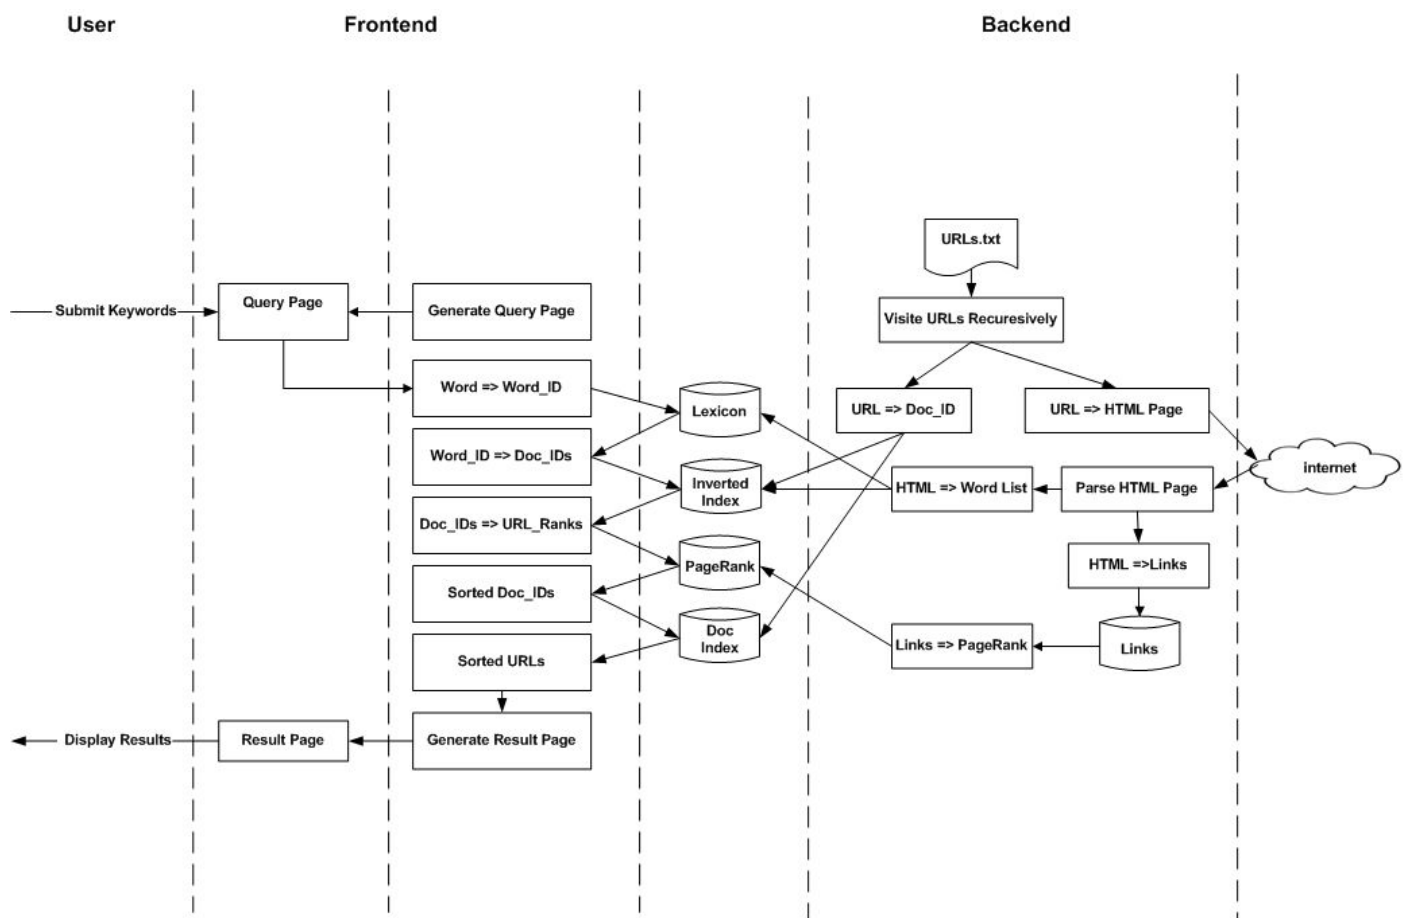 User
Frontend
Backend
URLs.txt
Submit Keywords
Query Page
Generate Query Page
Visite URLs Recuresively
Word => Word_ID
Lexicon
URL => Doc_ID
URL => HTML Page
Word_ID => Doc_IDs
Inverted
Index
HTML => Word List
Parse HTML Page
internet
Doc_IDs => URL_Ranks
PageRank
HTML =>Links
Sorted Doc_IDs
Doc
Index
Links => PageRank
Links
Sorted URLs
Display Results
Result Page
Generate Result Page